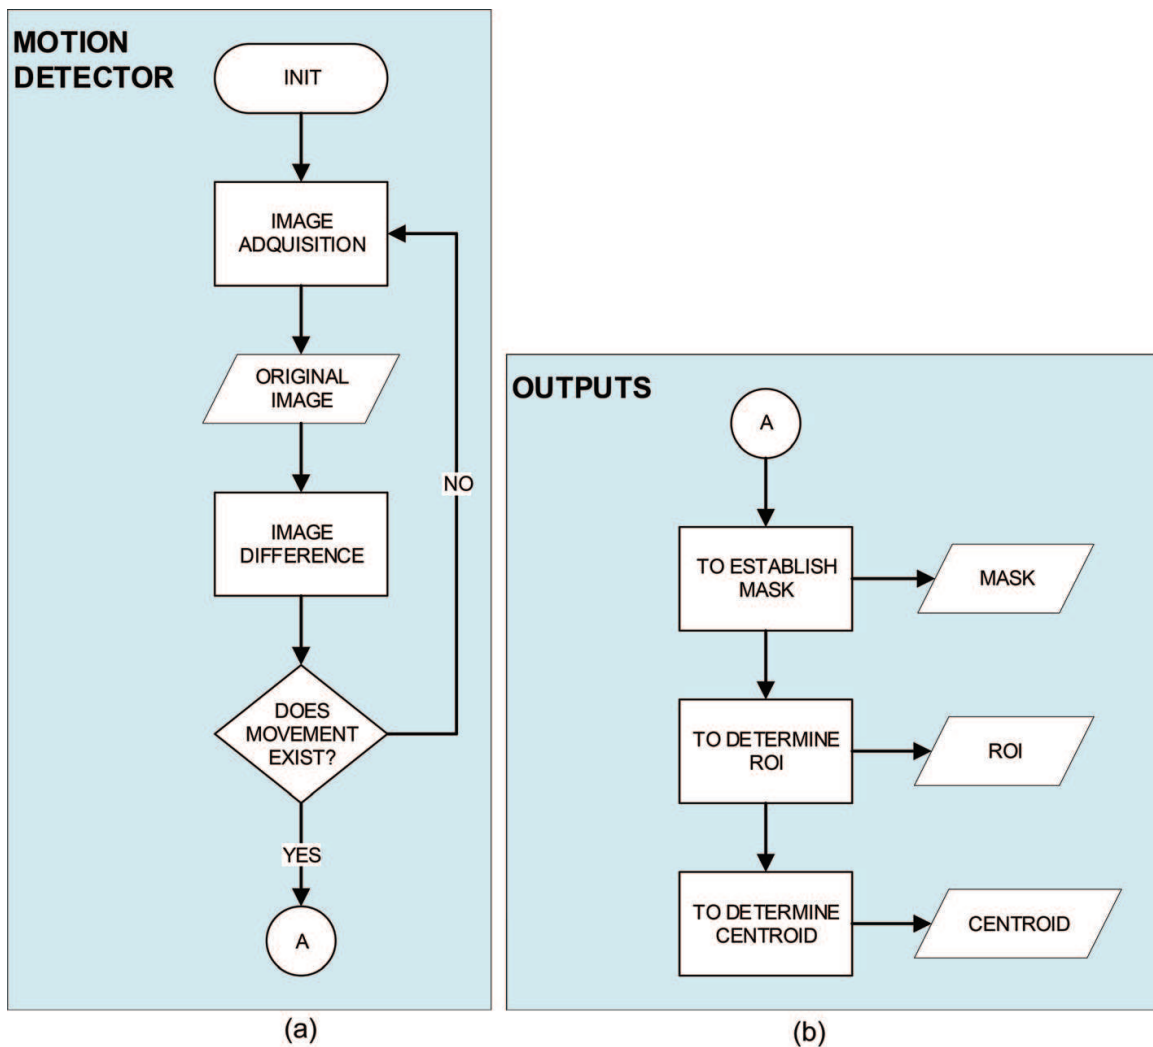 MOTION
DETECTOR
INIT
IMAGE
ADQUISITION
ORIGINAL
IMAGE
NO
IMAGE
DIFFERENCE
DOES
MOVEMENT
EXIST?
YES
A
(a)
OUTPUTS
A
TO ESTABLISH
MASK
MASK
TO DETERMINE
ROI
ROI
TO DETERMINE
CENTROID
CENTROID
(b)